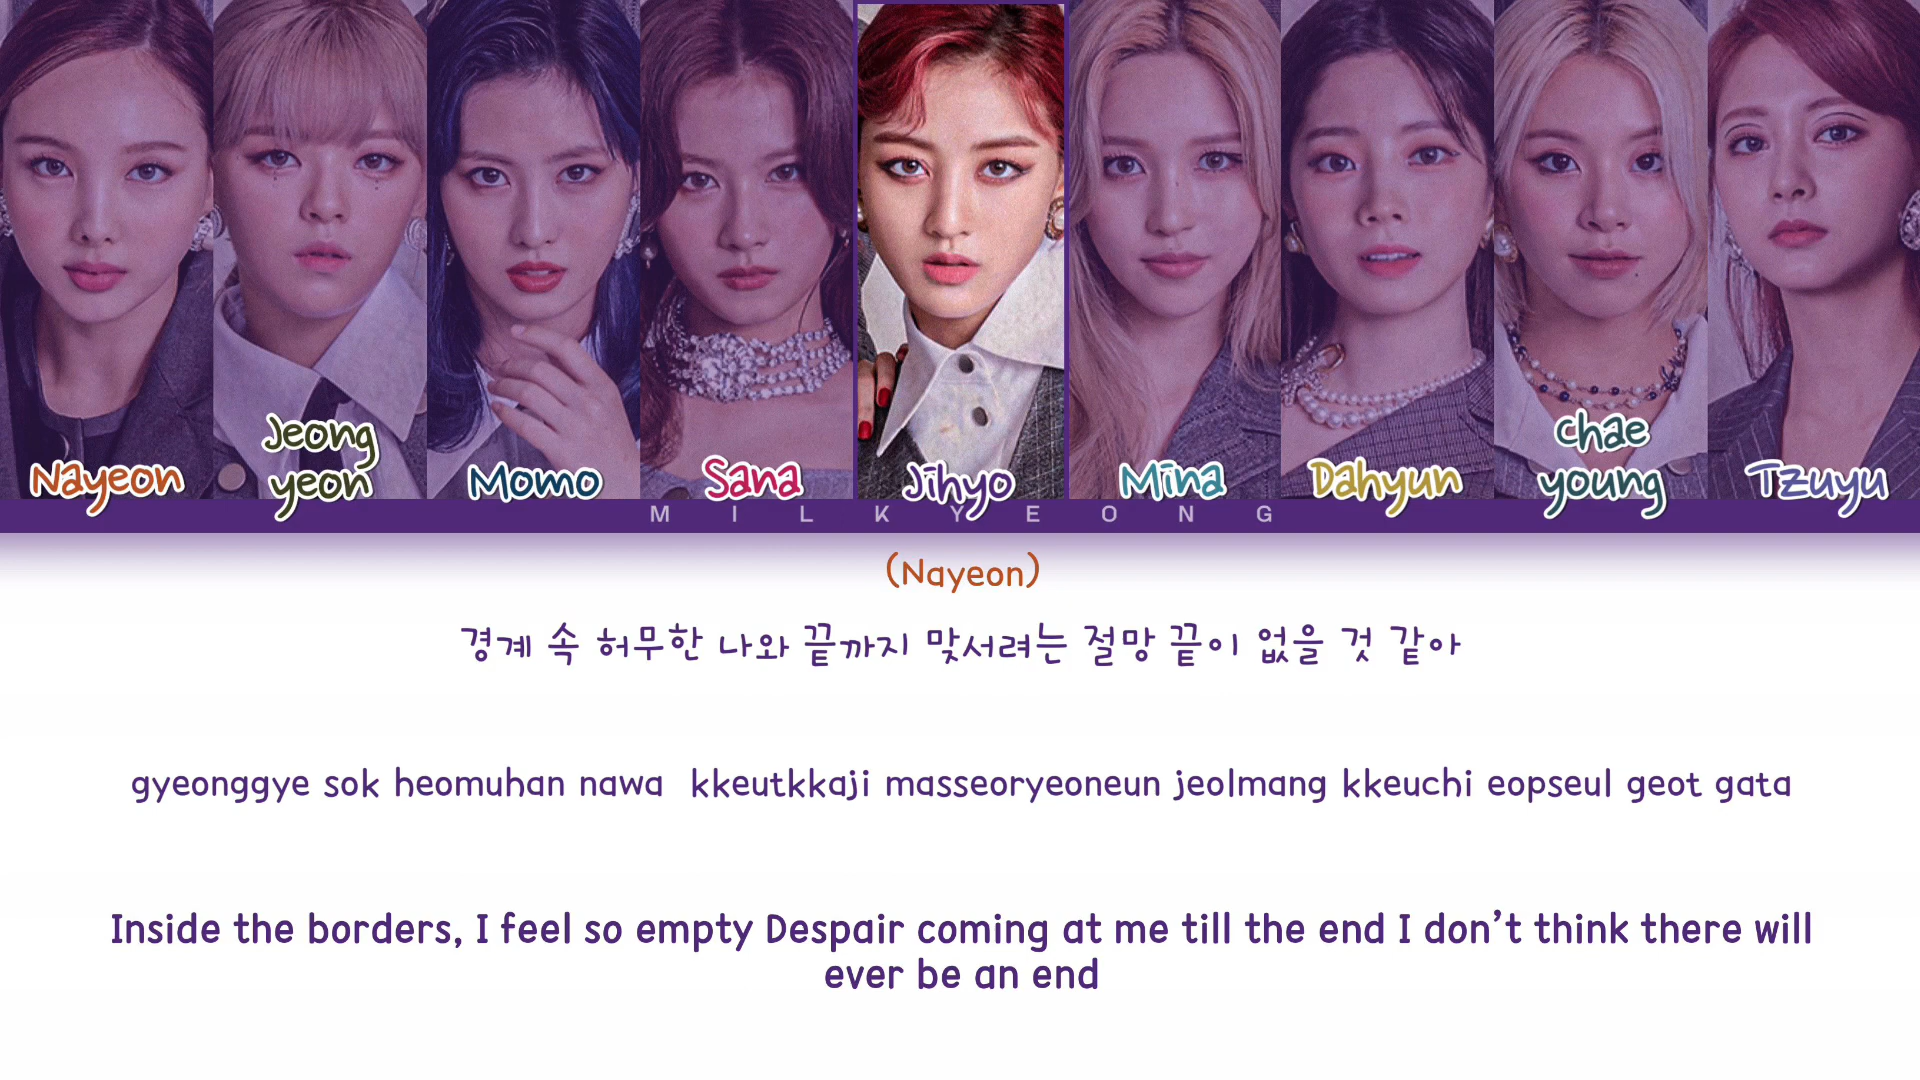 Nayeon
Jeong
yeon
Momo
Sana
Jihyo
Mina
Dahyun
chae
young
Tzuyu
MILKYEONG
(Nayeon)
경계 속 허무한 나와 끝까지 맞서려는 절망 끝이 없을 것 같아
gyeonggye sok heomuhan nawa kkeutkkaji masseoryeoneun jeolmang kkeuchi eopseul geot gata
Inside the borders, I feel so empty Despair coming at me till the end I don't think there will
ever be an end